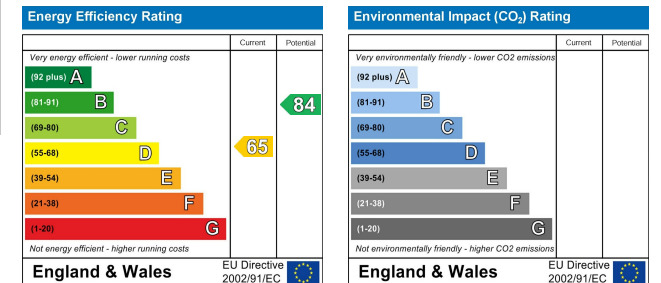 Energy Efficiency Rating
Current Potential
Very energy efficient - lower running costs
(92 plus) A
(81-91) B
84
(69-80) C
(55-68) D
65
(39-54) E
(21-38) F
(1-20) G
Not energy efficient - higher running costs
England & Wales
EU Directive
2002/91/EC
Environmental Impact (CO2) Rating
Current Potential
Very environmentally friendly - lower CO2 emissions
(92 plus) A
(81-91) B
(69-80) C
(55-68) D
(39-54) E
(21-38) F
(1-20) G
Not environmentally friendly - higher CO2 emissions
England & Wales
EU Directive
2002/91/EC